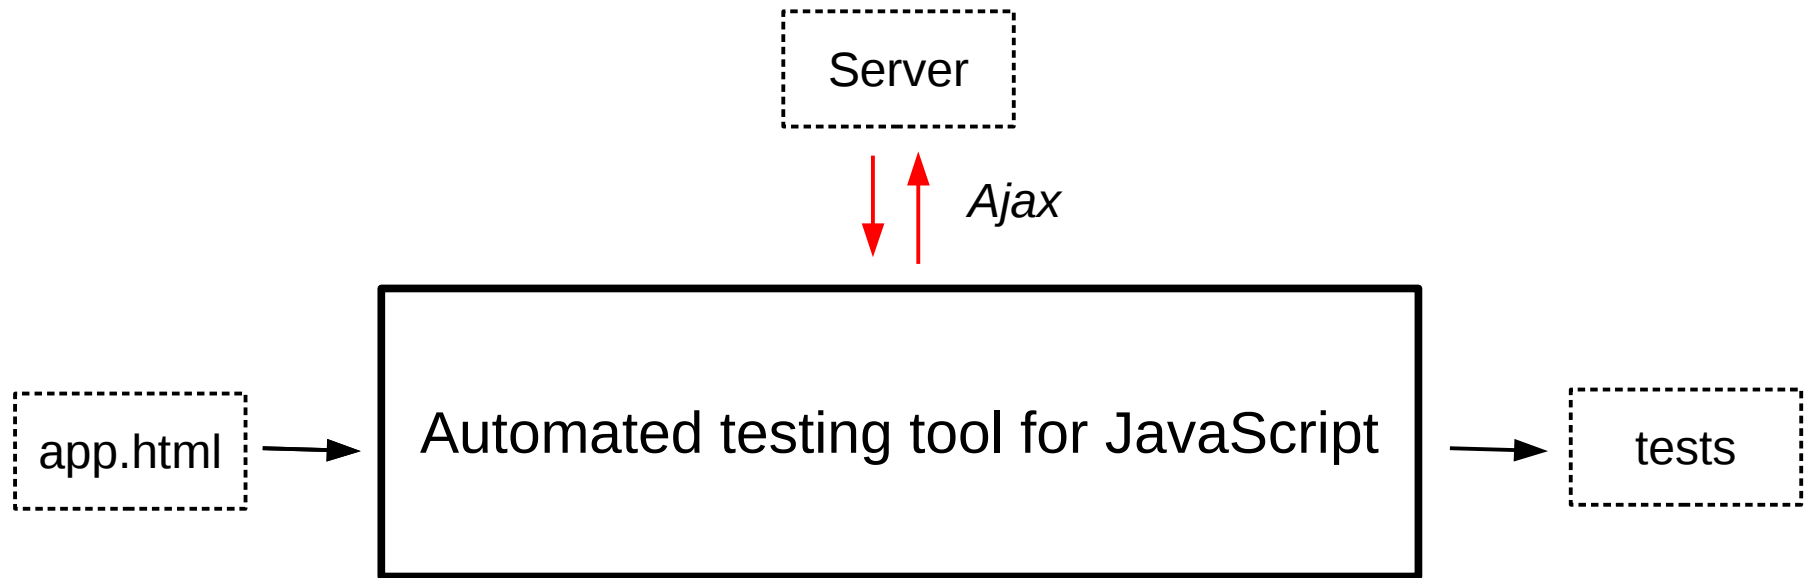 Server
Ajax
app.html
Automated testing tool for JavaScript
tests